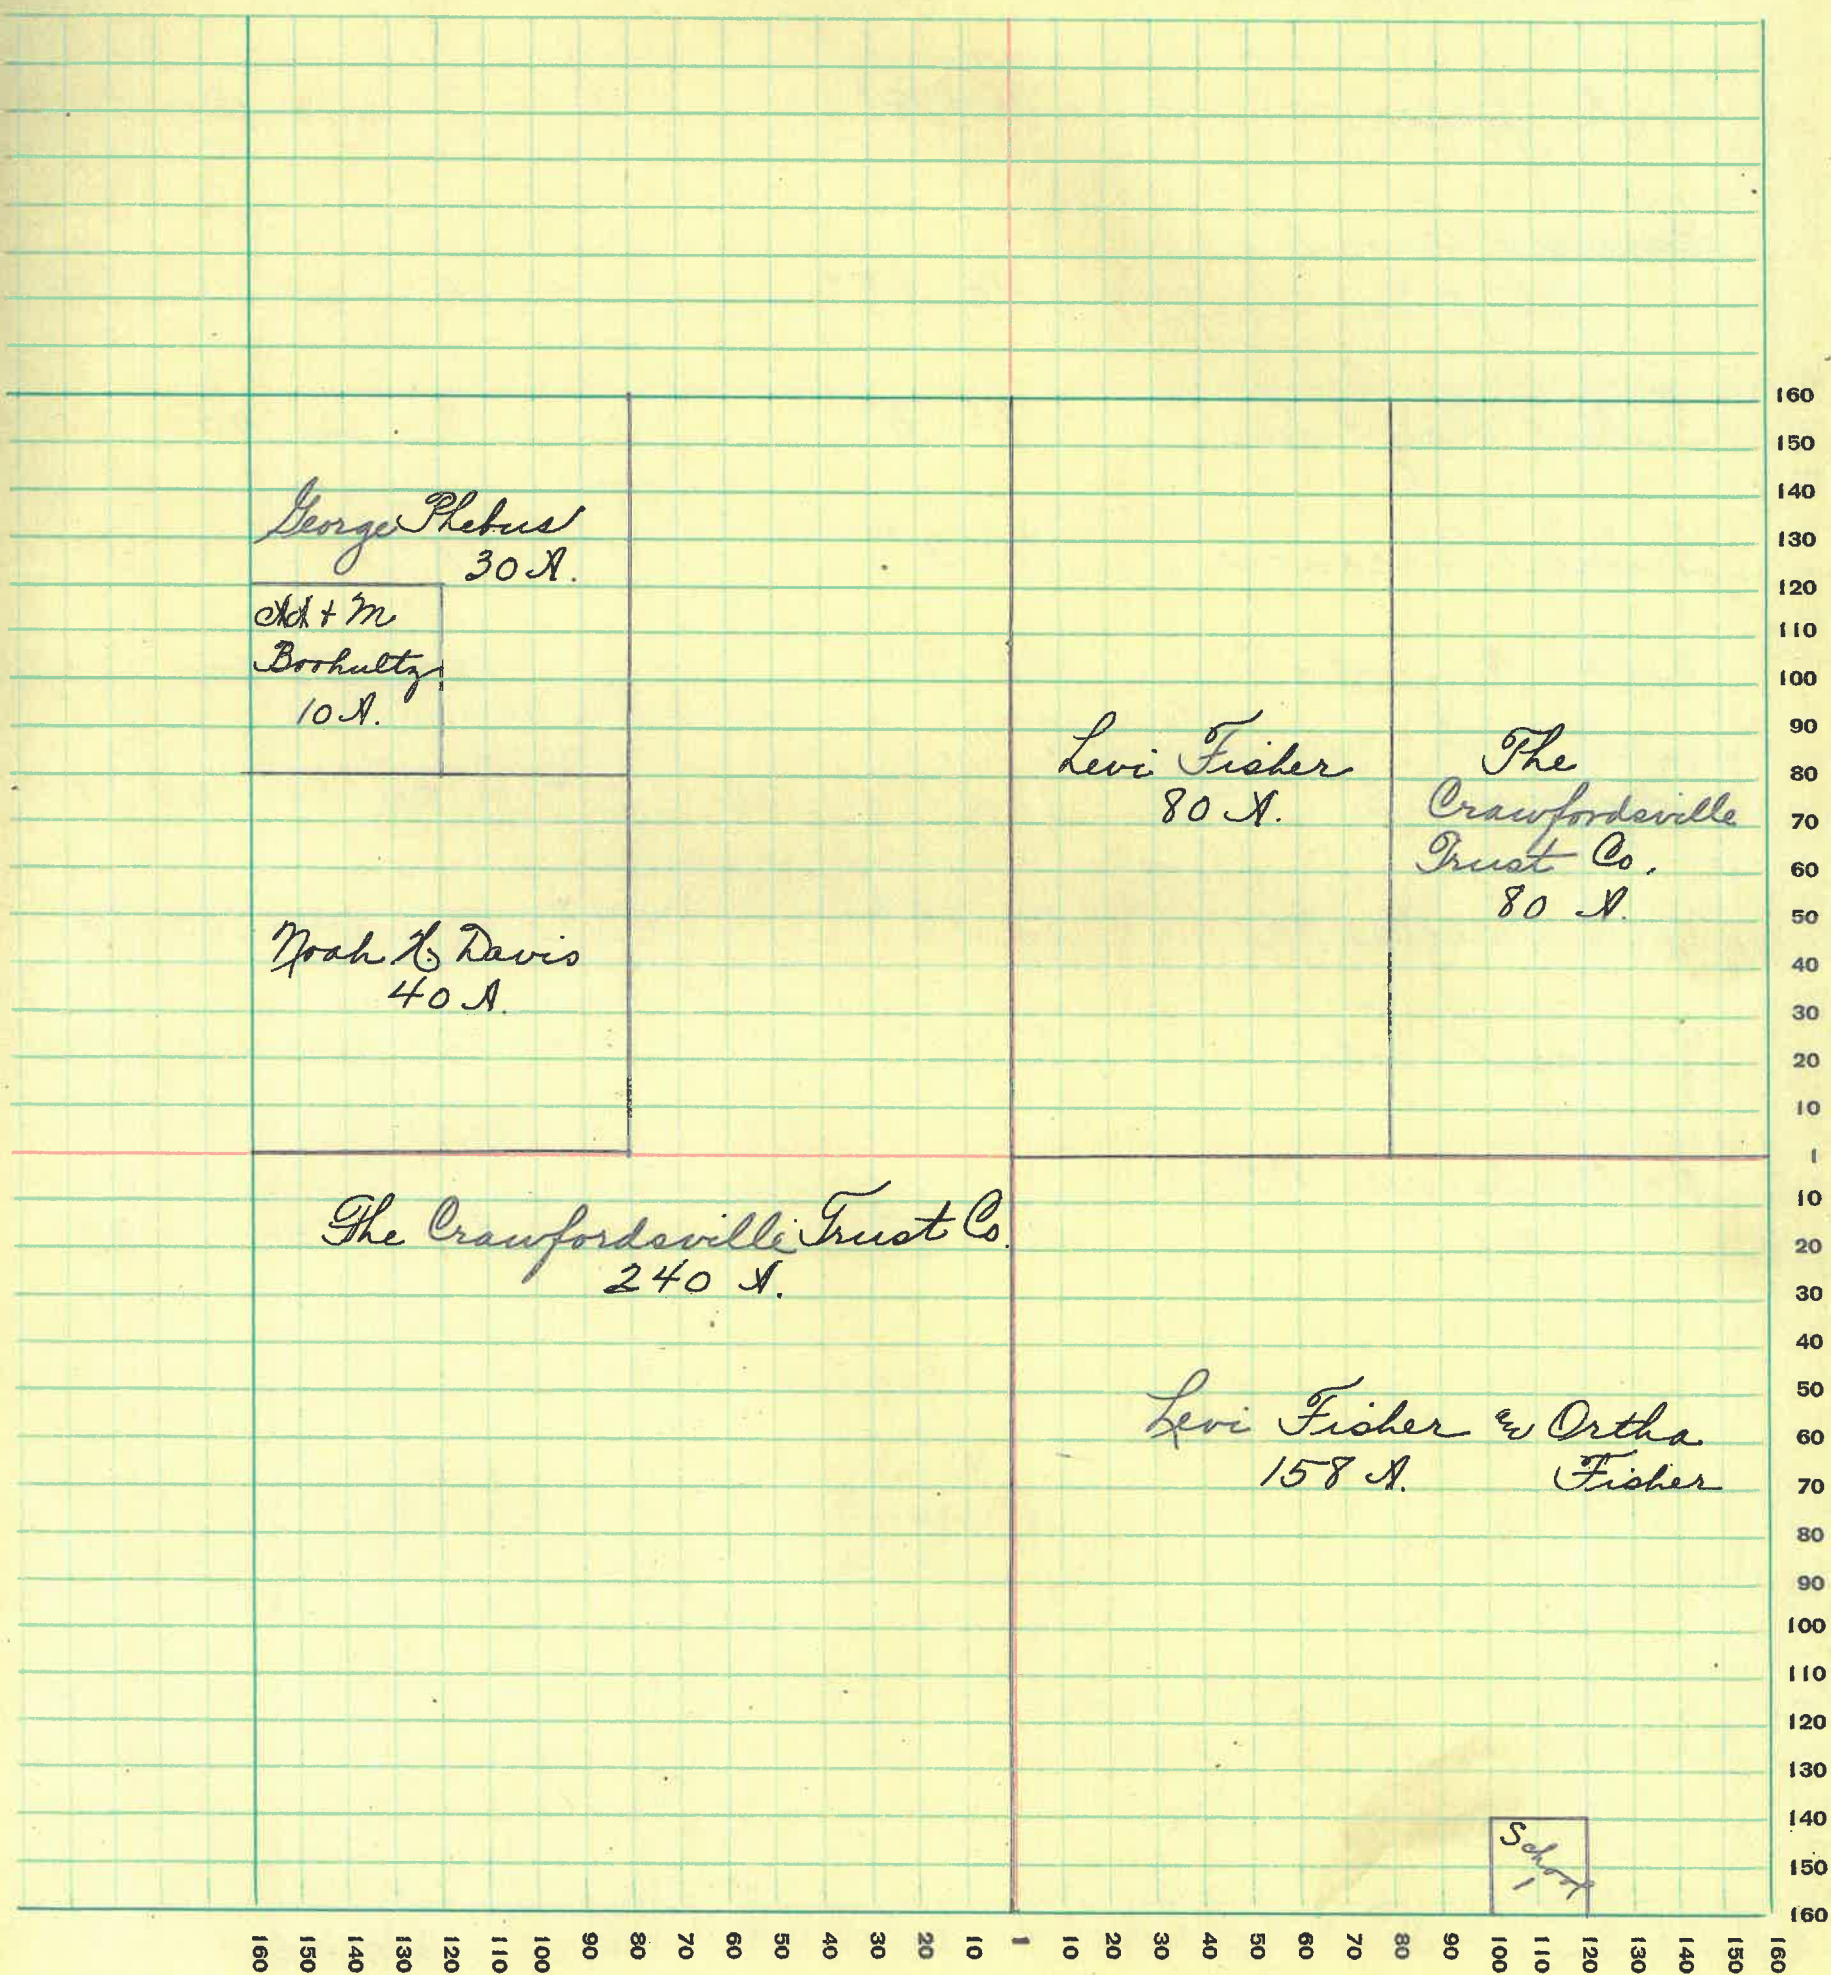 George Phebus
30 A.
& M
Boohultz
10 A.
Noah H. Davis
40 A.
Levi Fisher
80 A.
The
Crawfordsville
Trust Co.
80 A.
The Crawfordsville Trust Co.
240 A.
Levi Fisher & Ortha
158 A. Fisher
School
1
160
150
140
130
120
110
100
90
80
70
60
50
40
30
20
10
1
10
20
30
40
50
60
70
80
90
100
110
120
130
140
150
160
160 150 140 130 120 110 100 90 80 70 60 50 40 30 20 10 1 10 20 30 40 50 60 70 80 90 100 110 120 130 140 150 160